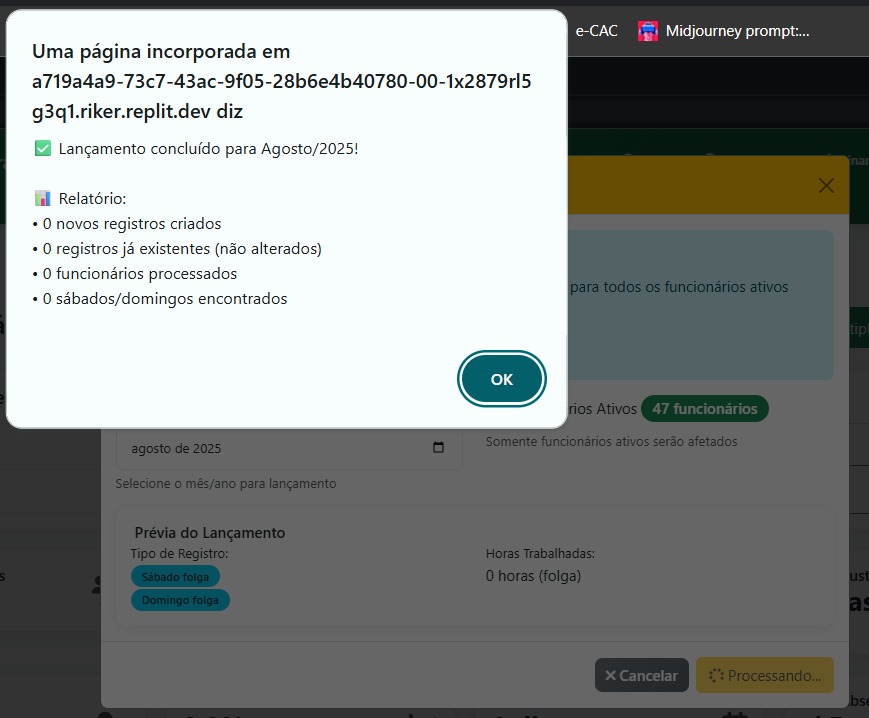 e-CAC
Midjourney prompt:...
Uma página incorporada em
a719a4a9-73c7-43ac-9f05-28b6e4b40780-00-1x2879rl5
g3q1.riker.replit.dev diz
✅ Lançamento concluído para Agosto/2025!
📊 Relatório:
• 0 novos registros criados
• 0 registros já existentes (não alterados)
• 0 funcionários processados
• 0 sábados/domingos encontrados
OK
para todos os funcionários ativos
rios Ativos 47 funcionários
agosto de 2025
Somente funcionários ativos serão afetados
Selecione o mês/ano para lançamento
Prévia do Lançamento
Tipo de Registro:
Sábado folga
Domingo folga
Horas Trabalhadas:
0 horas (folga)
Cancelar
Processando...